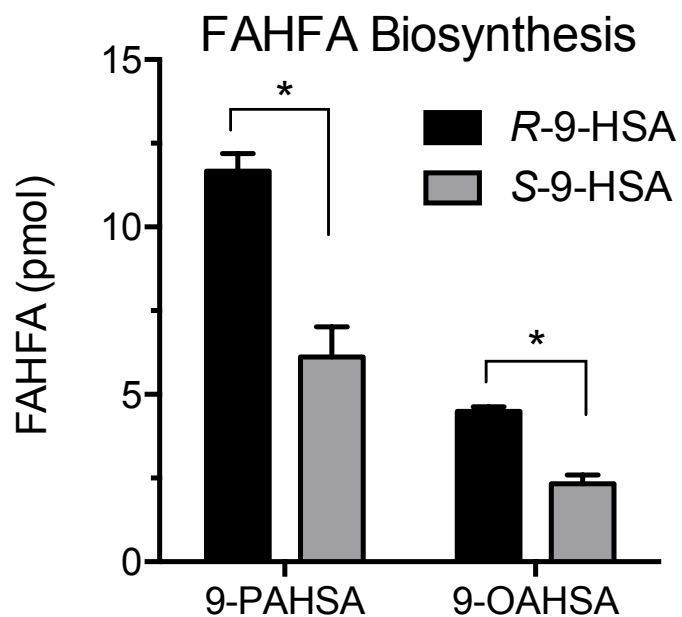 FAHFA Biosynthesis
15
10
5
0
FAHFA (pmol)
*
*
R-9-HSA
S-9-HSA
9-PAHSA
9-OAHSA